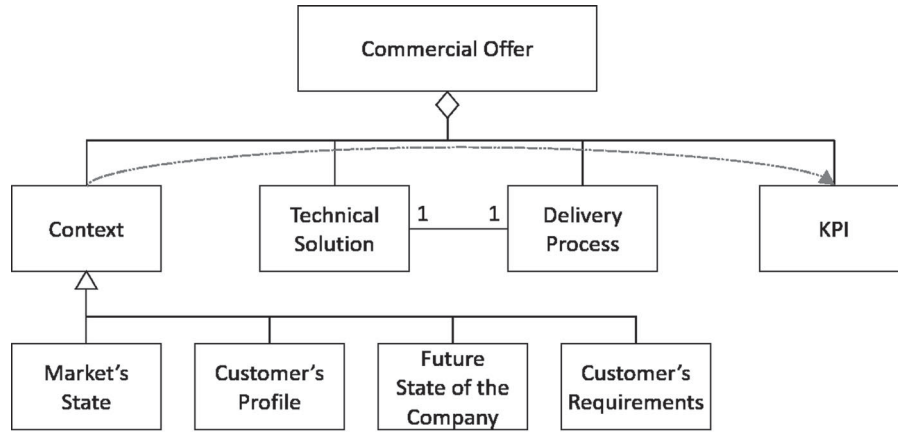 Commercial Offer
Context
Technical
Solution
1
1
Delivery
Process
KPI
Market's
State
Customer's
Profile
Future
State of the
Company
Customer's
Requirements